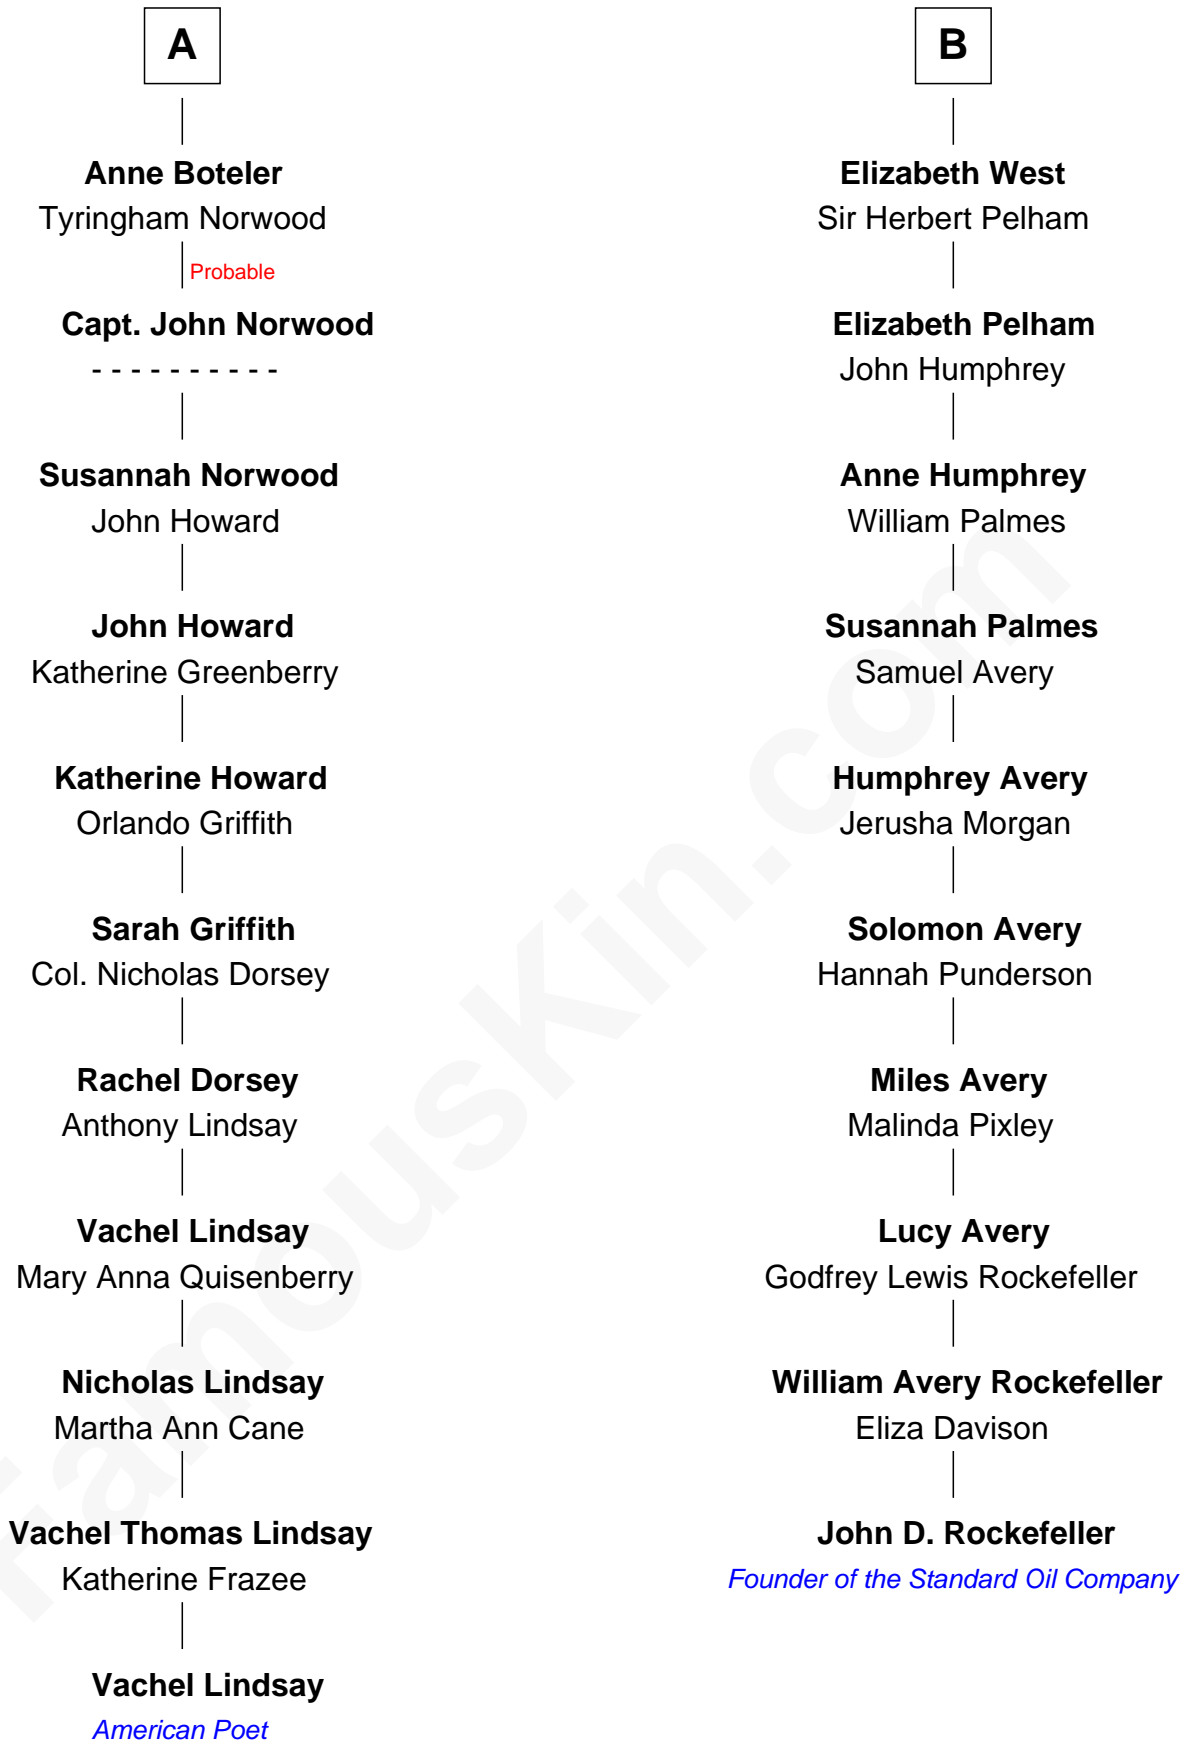 A
Anne Boteler
Tyringham Norwood
Probable
Capt. John Norwood
- - - - - - - - - -
Susannah Norwood
John Howard
John Howard
Katherine Greenberry
Katherine Howard
Orlando Griffith
Sarah Griffith
Col. Nicholas Dorsey
Rachel Dorsey
Anthony Lindsay
Vachel Lindsay
Mary Anna Quisenberry
Nicholas Lindsay
Martha Ann Cane
Vachel Thomas Lindsay
Katherine Frazee
Vachel Lindsay
American Poet
B
Elizabeth West
Sir Herbert Pelham
Elizabeth Pelham
John Humphrey
Anne Humphrey
William Palmes
Susannah Palmes
Samuel Avery
Humphrey Avery
Jerusha Morgan
Solomon Avery
Hannah Punderson
Miles Avery
Malinda Pixley
Lucy Avery
Godfrey Lewis Rockefeller
William Avery Rockefeller
Eliza Davison
John D. Rockefeller
Founder of the Standard Oil Company
FamousKin.com